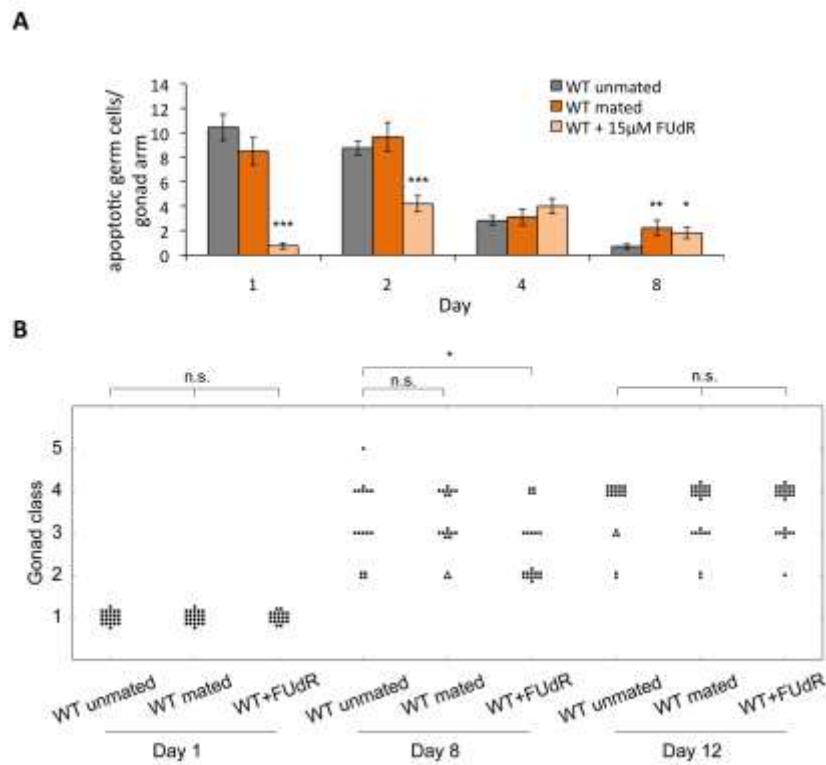 A
14
12
10
8
6
4
2
0
apoptotic germ cells/
gonad arm
WT unmated
WT mated
WT + 15µM FUdR
***
***
**
*
1 2 4 8
Day
B
*
n.s. n.s. n.s.
5
4
3
2
1
Gonad class
WT unmated WT mated WT+FUdR WT unmated WT mated WT+FUdR WT unmated WT mated WT+FUdR
Day 1 Day 8 Day 12